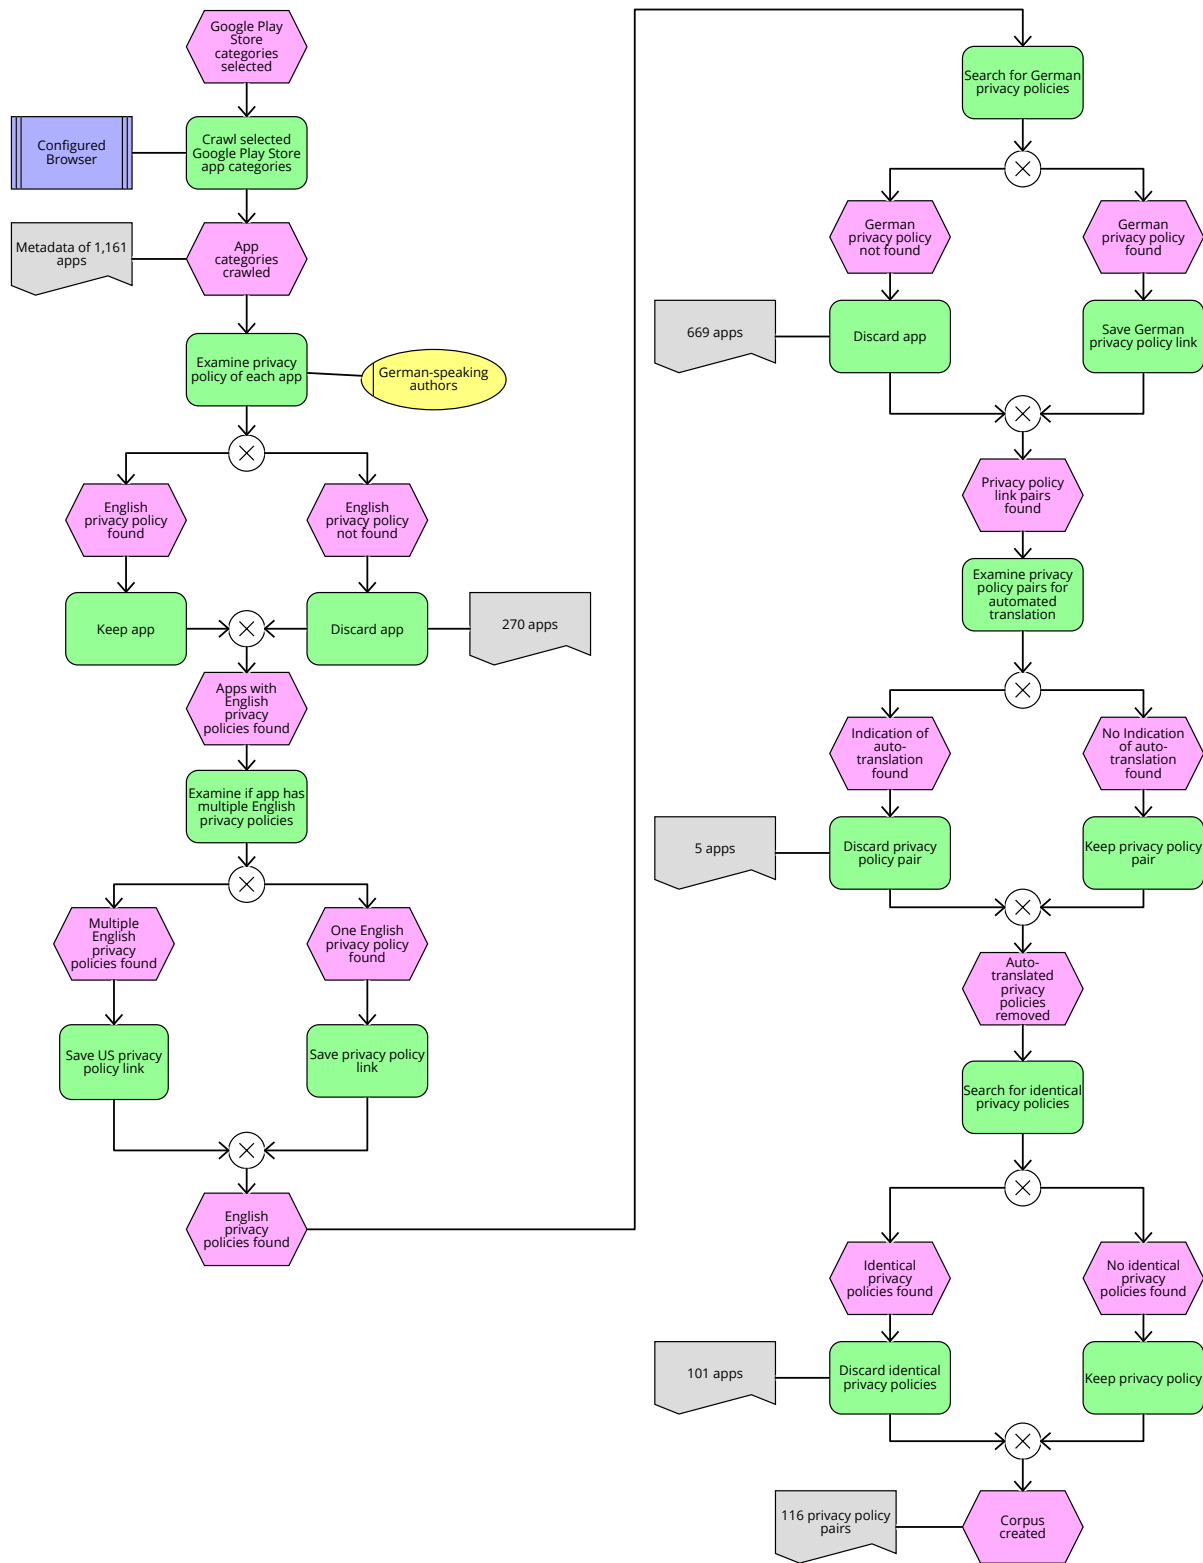 Google Play
Store
categories
selected
Configured
Browser
Crawl selected
Google Play Store
app categories
Metadata of 1,161
apps
App
categories
crawled
Examine privacy
policy of each app
German-speaking
authors
English
privacy policy
found
English
privacy policy
not found
Keep app
Discard app
270 apps
Apps with
English
privacy
policies found
Examine if app has
multiple English
privacy policies
Multiple
English
privacy
policies found
One English
privacy policy
found
Save US privacy
policy link
Save privacy policy
link
English
privacy
policies found
Search for German
privacy policies
German
privacy policy
not found
German
privacy policy
found
669 apps
Discard app
Save German
privacy policy link
Privacy policy
link pairs
found
Examine privacy
policy pairs for
automated
translation
Indication of
auto-
translation
found
No Indication
of auto-
translation
found
5 apps
Discard privacy
policy pair
Keep privacy policy
pair
Auto-
translated
privacy
policies
removed
Search for identical
privacy policies
Identical
privacy
policies found
No identical
privacy
policies found
101 apps
Discard identical
privacy policies
Keep privacy policy
116 privacy policy
pairs
Corpus
created